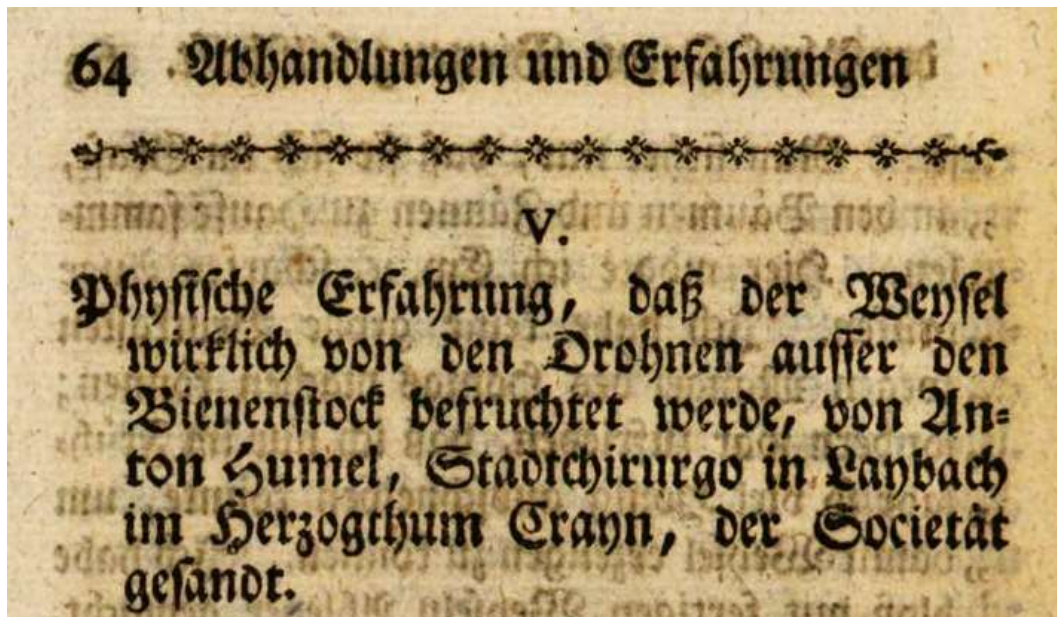 64 Abhandlungen und Erfahrungen
V.
Physische Erfahrung, daß der Weysel
wirklich von den Drohnen ausser den
Bienenstock befruchtet werde, von An=
ton Humel, Stadtchirurgo in Laybach
im Herzogthum Crayn, der Societät
gesandt.